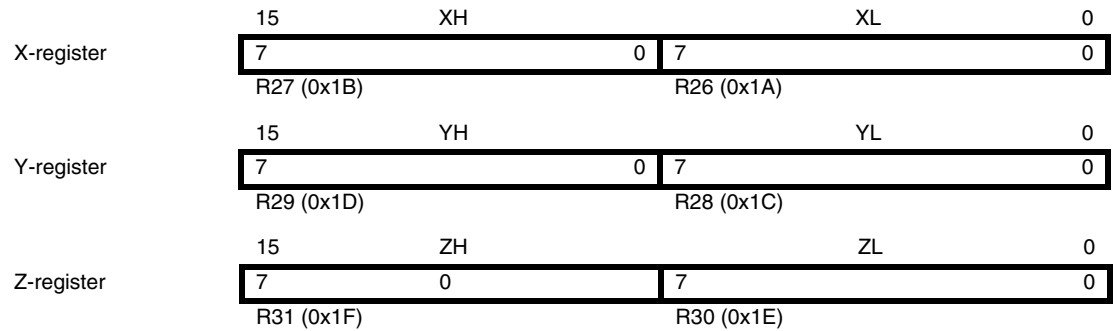 15 XH XL 0
X-register 7 0 7 0
R27 (0x1B) R26 (0x1A)
15 YH YL 0
Y-register 7 0 7 0
R29 (0x1D) R28 (0x1C)
15 ZH ZL 0
Z-register 7 0 7 0
R31 (0x1F) R30 (0x1E)